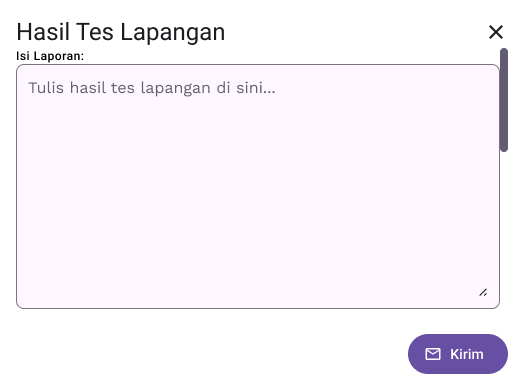 Hasil Tes Lapangan
Isi Laporan:
Tulis hasil tes lapangan di sini...
Kirim